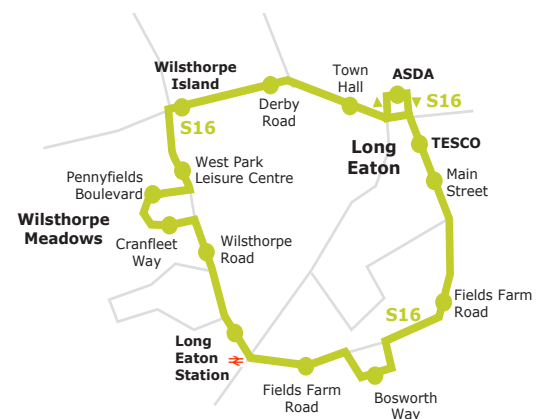 Wilsthorpe
Island
Town
Hall
ASDA
S16
Derby
Road
S16
TESCO
Long
Eaton
West Park
Leisure Centre
Main
Street
Pennyfields
Boulevard
Wilsthorpe
Meadows
Cranfleet
Way
Wilsthorpe
Road
Fields Farm
Road
S16
Long
Eaton
Station
Fields Farm
Road
Bosworth
Way